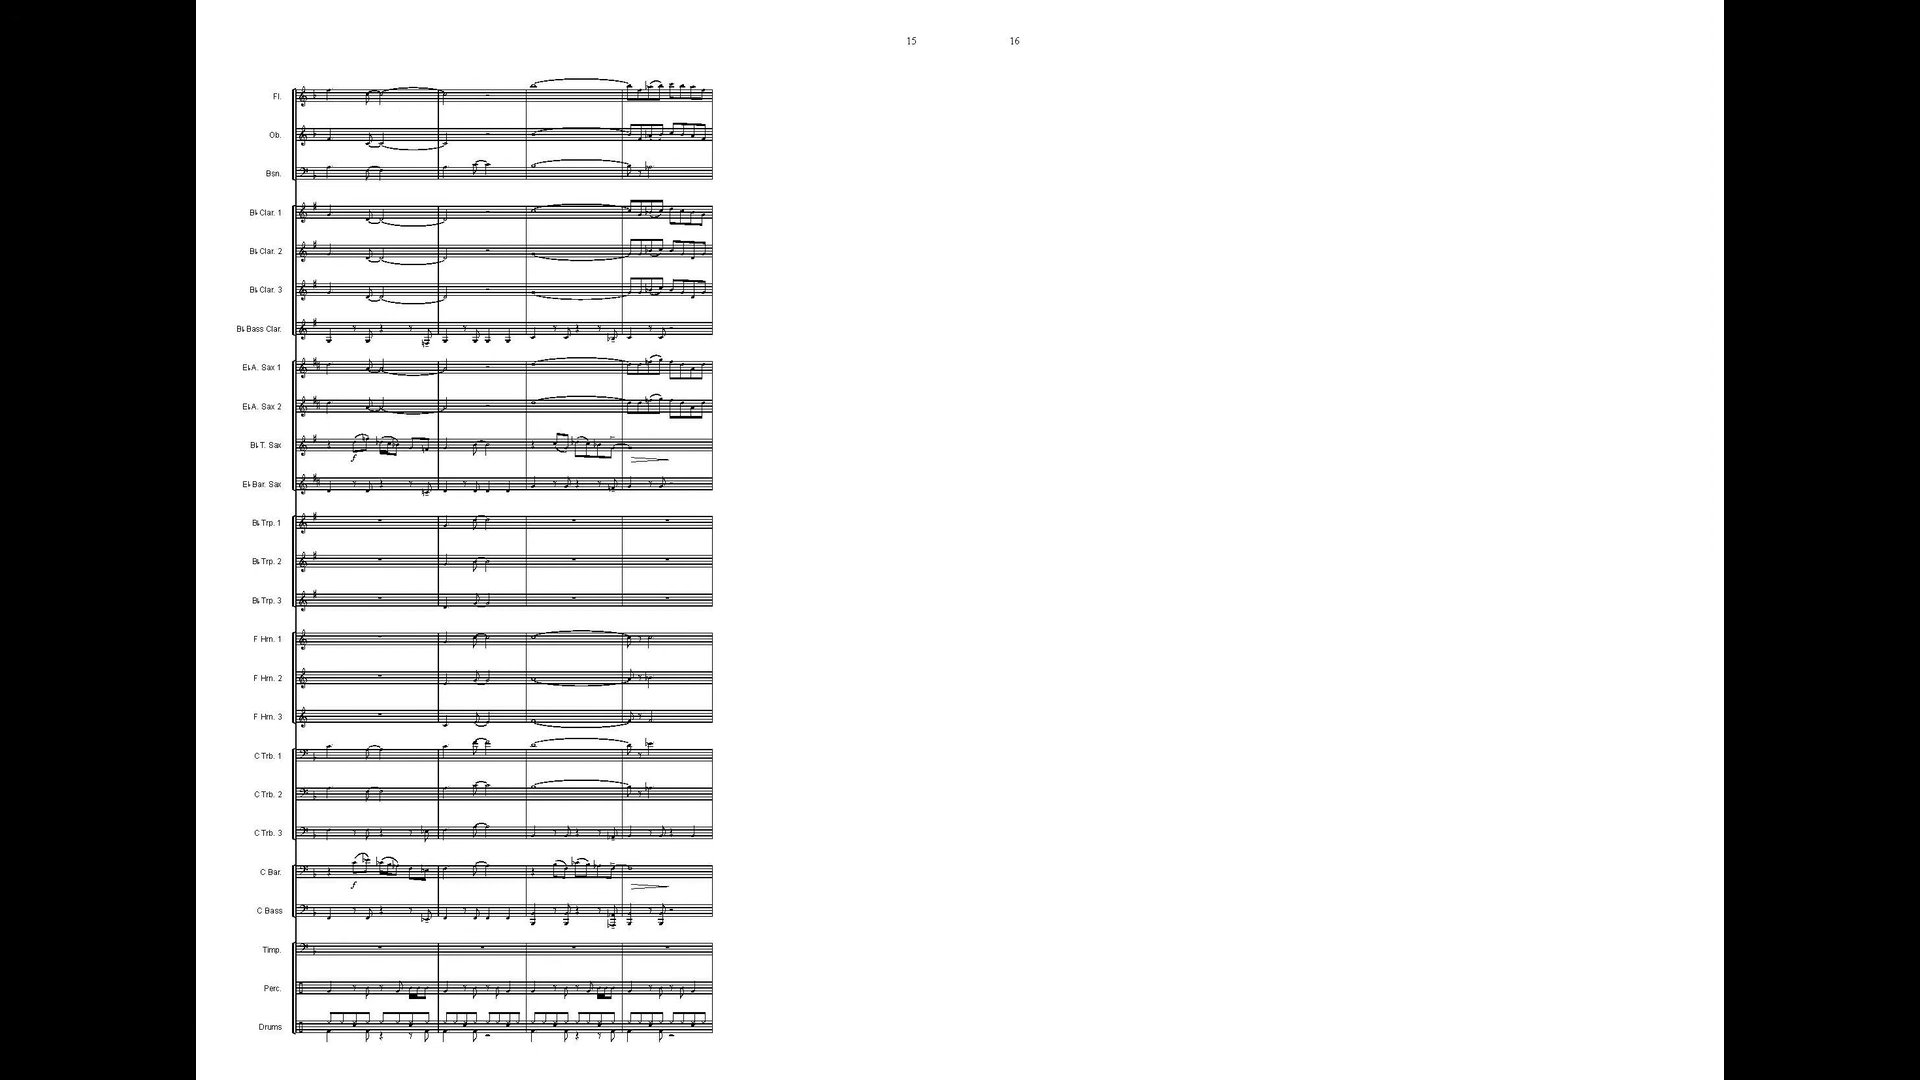 15 16
Fl.
Ob.
Bsn.
B♭ Clar. 1
B♭ Clar. 2
B♭ Clar. 3
B♭ Bass Clar.
E♭ A. Sax 1
E♭ A. Sax 2
B♭ T. Sax
f
E♭ Bar. Sax
B♭ Trp. 1
B♭ Trp. 2
B♭ Trp. 3
F Hrn. 1
F Hrn. 2
F Hrn. 3
C Trb. 1
C Trb. 2
C Trb. 3
C Bar.
f
C Bass
Timp.
Perc.
Drums